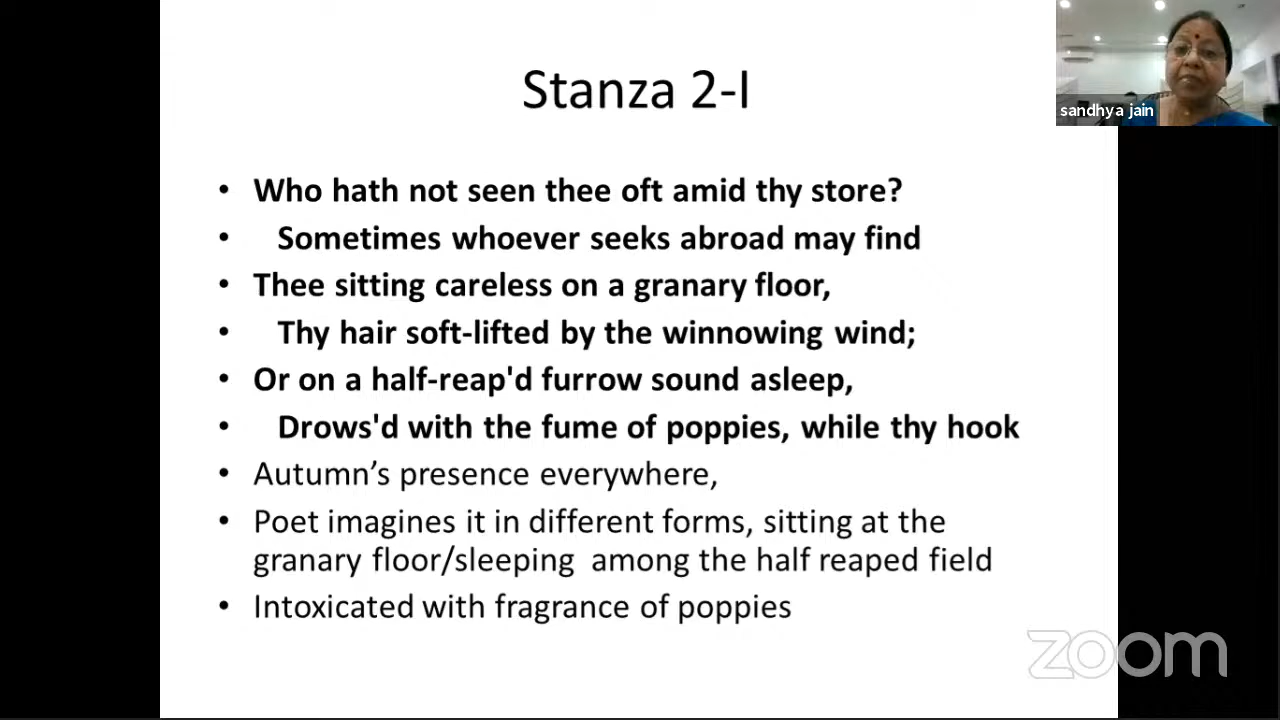 Stanza 2-I
sandhya jain
• Who hath not seen thee oft amid thy store?
• Sometimes whoever seeks abroad may find
• Thee sitting careless on a granary floor,
• Thy hair soft-lifted by the winnowing wind;
• Or on a half-reap'd furrow sound asleep,
• Drows'd with the fume of poppies, while thy hook
• Autumn’s presence everywhere,
• Poet imagines it in different forms, sitting at the
granary floor/sleeping among the half reaped field
• Intoxicated with fragrance of poppies
zoom